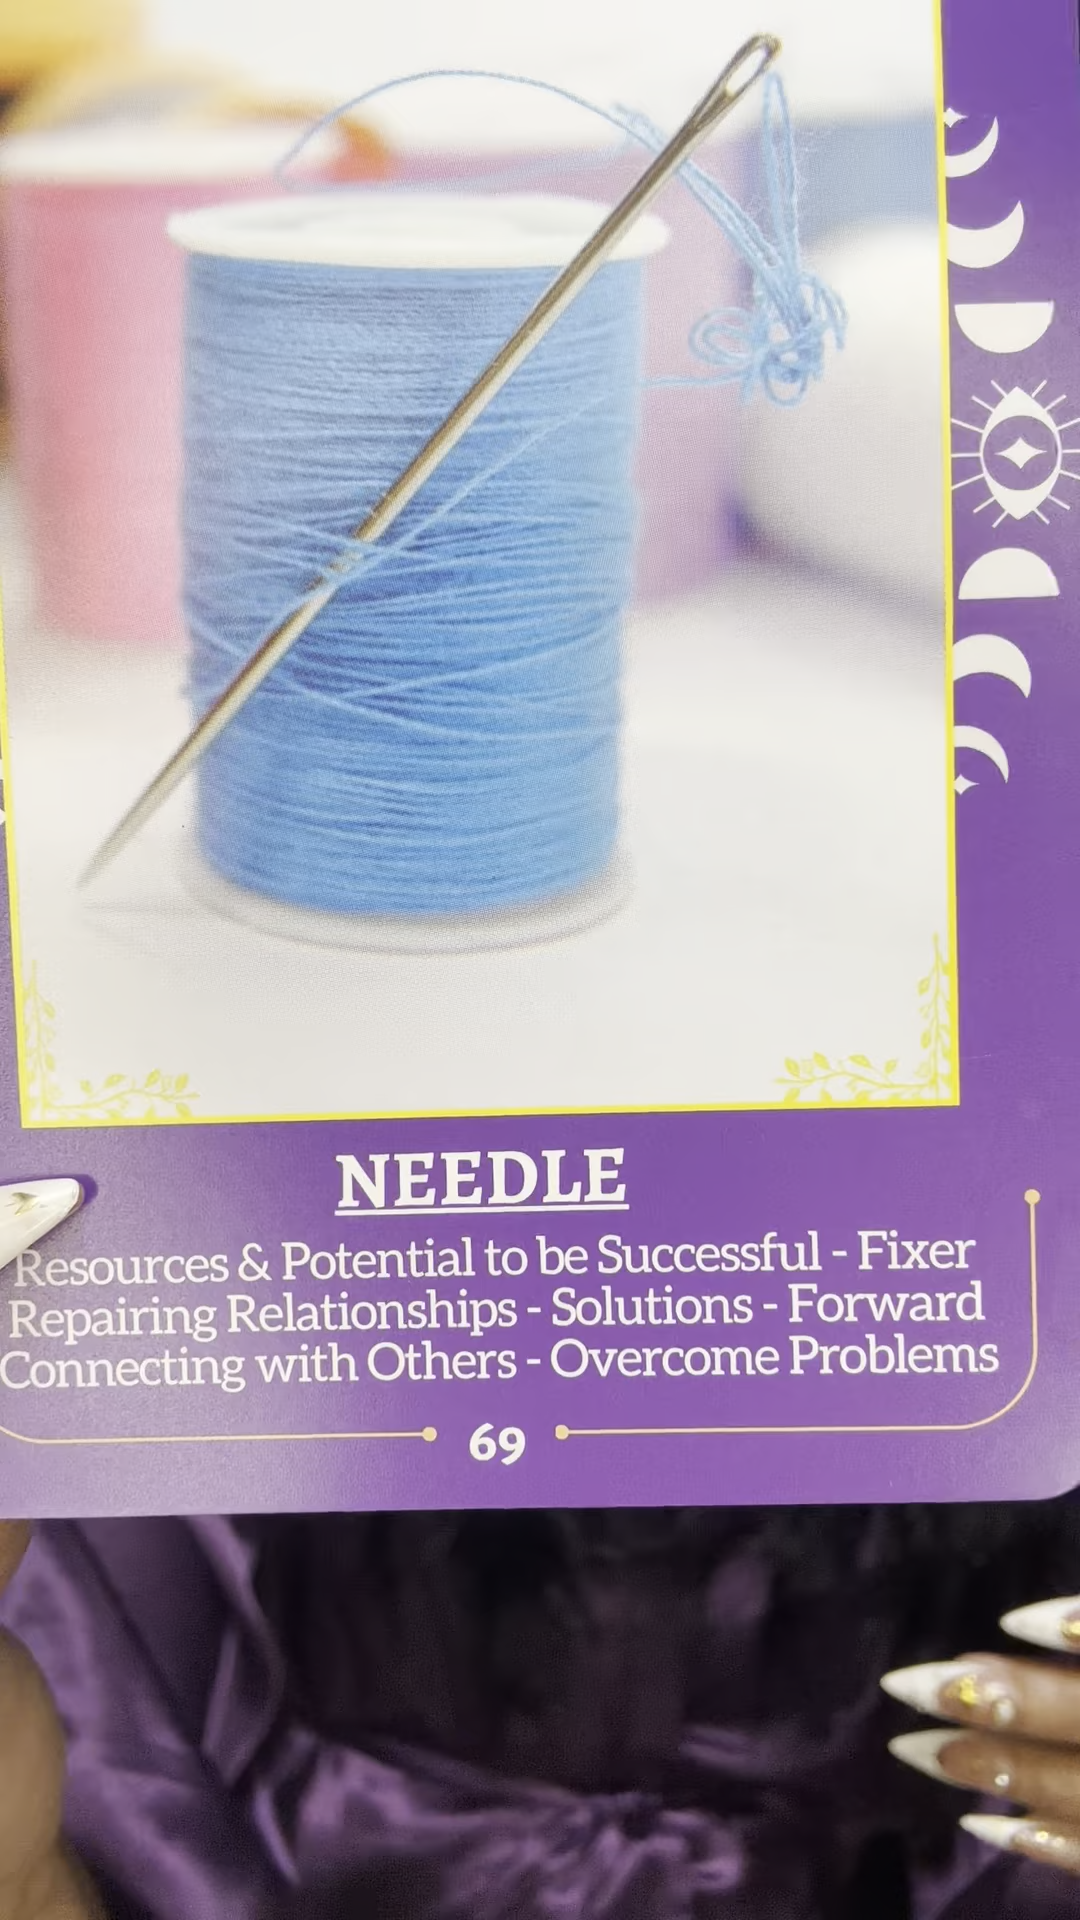 NEEDLE
Resources & Potential to be Successful - Fixer
Repairing Relationships - Solutions - Forward
Connecting with Others - Overcome Problems
69